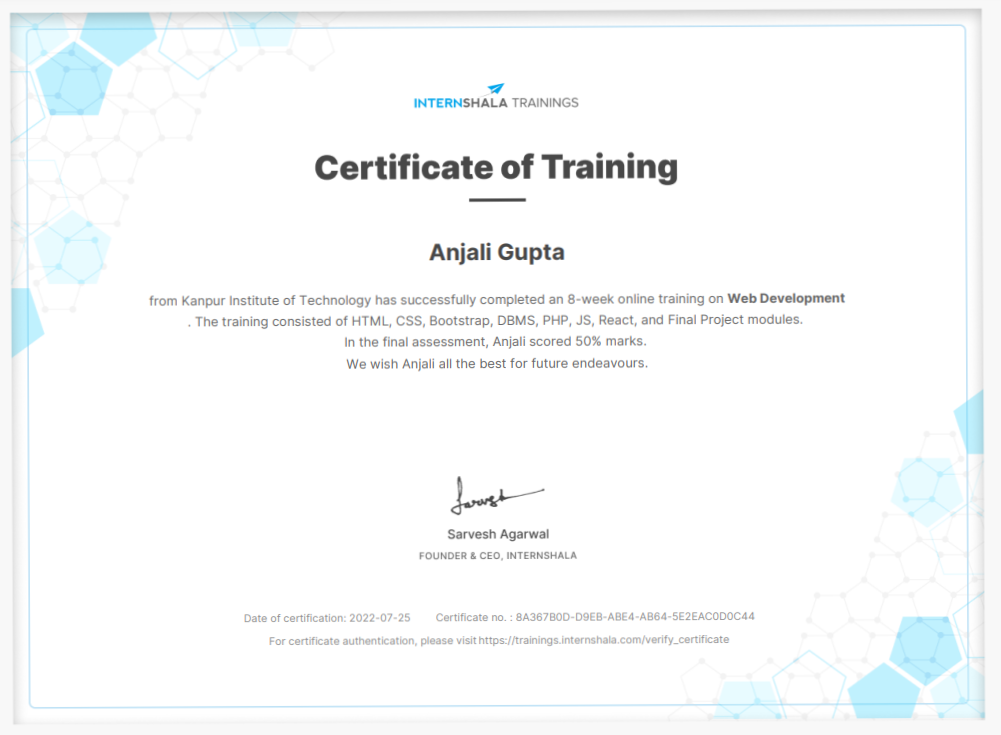 INTERNSHALA TRAININGS
Certificate of Training
Anjali Gupta
from Kanpur Institute of Technology has successfully completed an 8-week online training on Web Development
. The training consisted of HTML, CSS, Bootstrap, DBMS, PHP, JS, React, and Final Project modules.
In the final assessment, Anjali scored 50% marks.
We wish Anjali all the best for future endeavours.
Sarvesh
Sarvesh Agarwal
FOUNDER & CEO, INTERNSHALA
Date of certification: 2022-07-25 Certificate no. : 8A367B0D-D9EB-ABE4-AB64-5E2EAC0D0C44
For certificate authentication, please visit https://trainings.internshala.com/verify_certificate